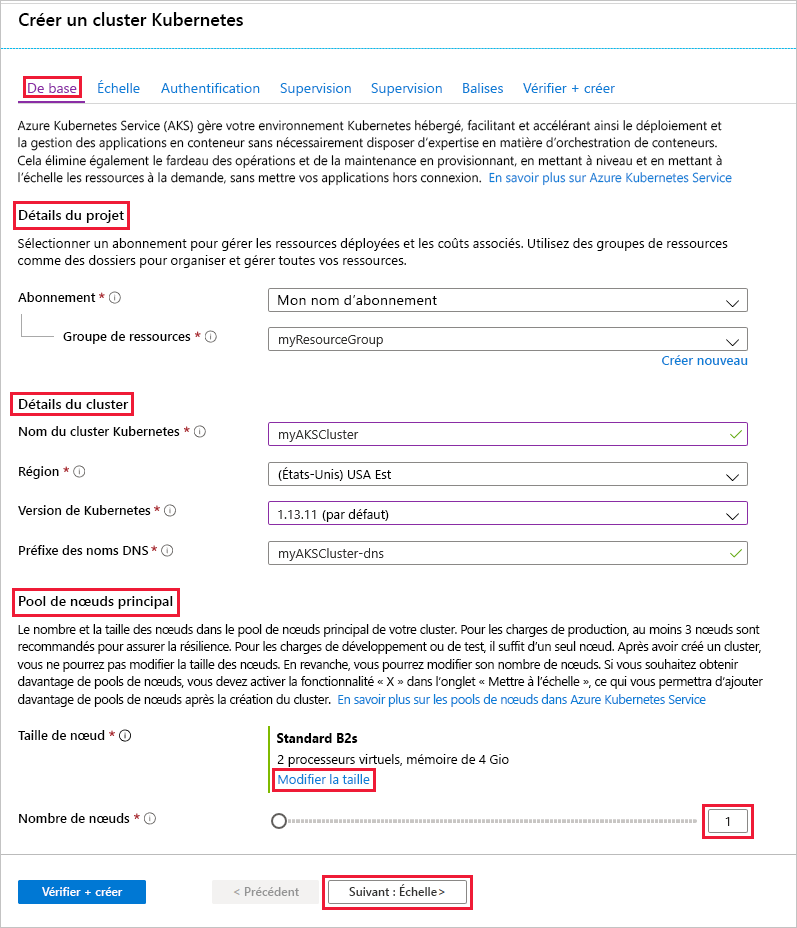 Créer un cluster Kubernetes
De base Échelle Authentification Supervision Supervision Balises Vérifier + créer
Azure Kubernetes Service (AKS) gère votre environnement Kubernetes hébergé, facilitant et accélérant ainsi le déploiement et
la gestion des applications en conteneur sans nécessairement disposer d’expertise en matière d’orchestration de conteneurs.
Cela élimine également le fardeau des opérations et de la maintenance en provisionnant, en mettant à niveau et en mettant à
l’échelle les ressources à la demande, sans mettre vos applications hors connexion. En savoir plus sur Azure Kubernetes Service
Détails du projet
Sélectionner un abonnement pour gérer les ressources déployées et les coûts associés. Utilisez des groupes de ressources
comme des dossiers pour organiser et gérer toutes vos ressources.
Abonnement * Mon nom d’abonnement
Groupe de ressources * myResourceGroup
Créer nouveau
Détails du cluster
Nom du cluster Kubernetes * myAKSCluster
Région * (États-Unis) USA Est
Version de Kubernetes * 1.13.11 (par défaut)
Préfixe des noms DNS * myAKSCluster-dns
Pool de nœuds principal
Le nombre et la taille des nœuds dans le pool de nœuds principal de votre cluster. Pour les charges de production, au moins 3 nœuds sont
recommandés pour assurer la résilience. Pour les charges de développement ou de test, il suffit d’un seul nœud. Après avoir créé un cluster,
vous ne pourrez pas modifier la taille des nœuds. En revanche, vous pourrez modifier son nombre de nœuds. Si vous souhaitez obtenir
davantage de pools de nœuds, vous devez activer la fonctionnalité « X » dans l’onglet « Mettre à l’échelle », ce qui vous permettra d’ajouter
davantage de pools de nœuds après la création du cluster. En savoir plus sur les pools de nœuds dans Azure Kubernetes Service
Taille de nœud * Standard B2s
2 processeurs virtuels, mémoire de 4 Gio
Modifier la taille
Nombre de nœuds * 1
Vérifier + créer < Précédent Suivant : Échelle>